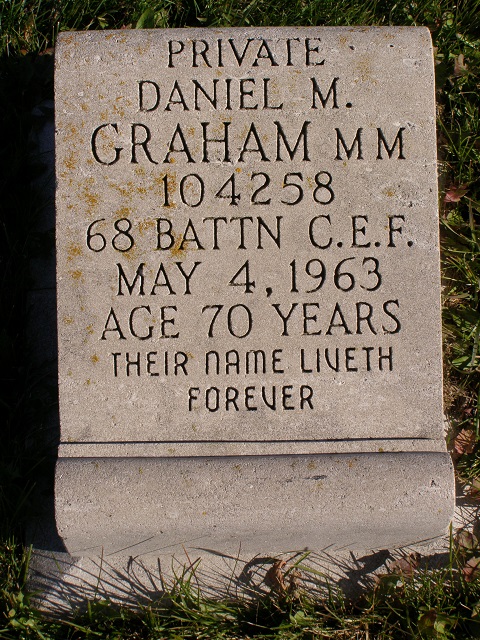 PRIVATE
DANIEL M.
GRAHAM MM
104258
68 BATTN C.E.F.
MAY 4, 1963
AGE 70 YEARS
THEIR NAME LIVETH
FOREVER